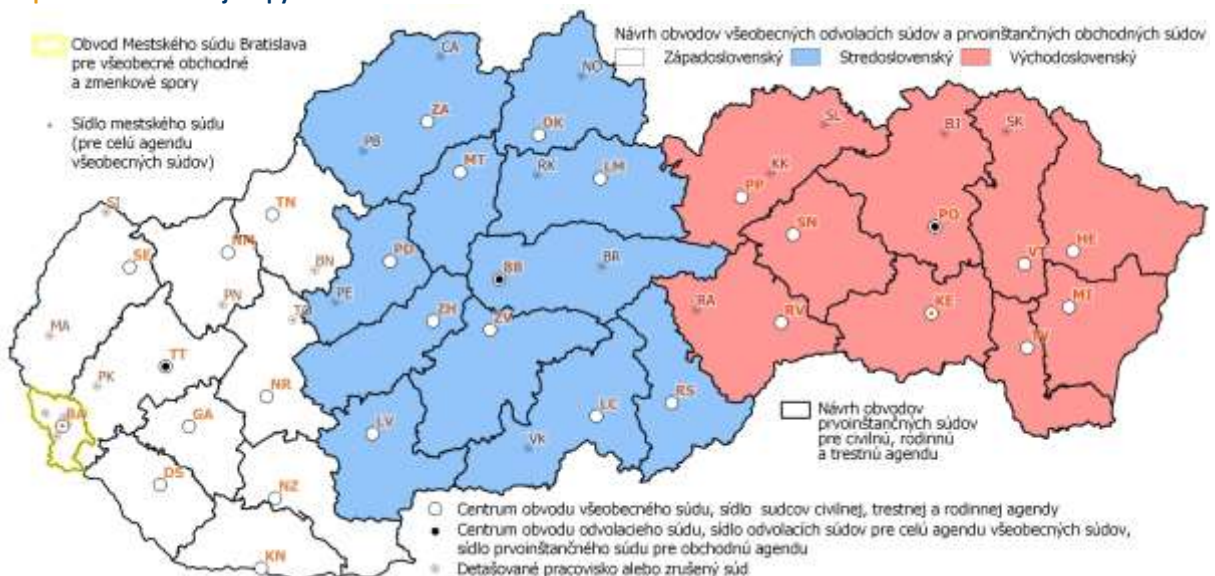 Obvod Mestského súdu Bratislava
pre všeobecné obchodné
a zmenkové spory
Sídlo mestského súdu
(pre celú agendu
všeobecných súdov)
Návrh obvodov všeobecných odvolacích súdov a prvoinštančných obchodných súdov
Západoslovenský Stredoslovenský Východoslovenský
CA
NO
ZA
DK
PB
MT
RK
LM
SL
BJ
SK
KK
PP
SN
PO
HE
VT
SI
TN
SE
NM
BN
PD
BB
BR
PN
TO
PE
ZH
ZV
RA
RV
KE
MI
MA
TT
PK
NR
GA
BA
LV
LC
RS
VK
DS
NZ
KN
Návrh obvodov
prvoinštančných súdov
pre civilnú, rodinnú
a trestnú agendu
Centrum obvodu všeobecného súdu, sídlo sudcov civilnej, trestnej a rodinnej agendy
Centrum obvodu odvolacieho súdu, sídlo odvolacích súdov pre celú agendu všeobecných súdov,
sídlo prvoinštančného súdu pre obchodnú agendu
Detašované pracovisko alebo zrušený súd